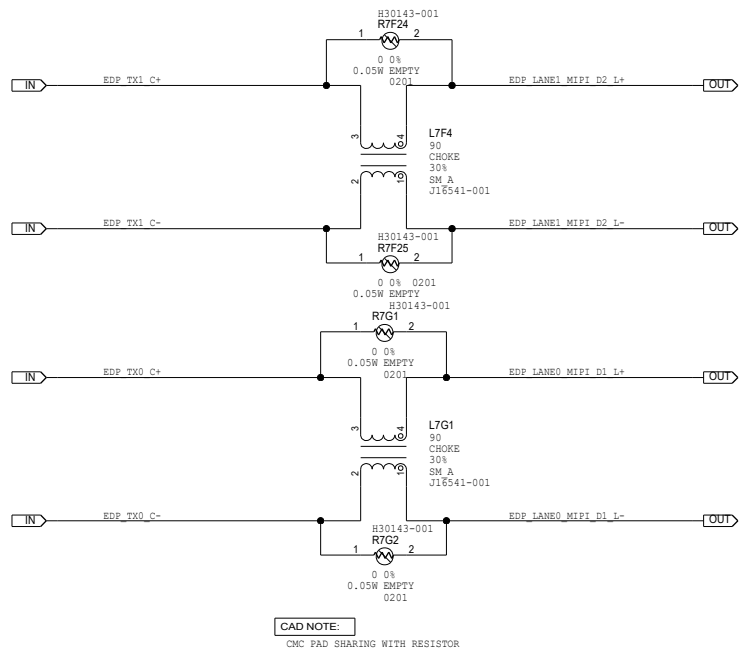 H30143-001
R7F24
1 2
0 0%
0.05W EMPTY
0201
IN EDP_TX1_C+ EDP_LANE1_MIPI_D2_L+ OUT
3 4
L7F4
90
CHOKE
30%
SM_A
J16541-001
2 1
IN EDP_TX1_C- EDP_LANE1_MIPI_D2_L- OUT
H30143-001
R7F25
1 2
0 0% 0201
0.05W EMPTY
H30143-001
R7G1
1 2
0 0%
0.05W EMPTY
0201
IN EDP_TX0_C+ EDP_LANE0_MIPI_D1_L+ OUT
3 4
L7G1
90
CHOKE
30%
SM_A
J16541-001
2 1
IN EDP_TX0_C- EDP_LANE0_MIPI_D1_L- OUT
H30143-001
R7G2
1 2
0 0%
0.05W EMPTY
0201
CAD NOTE:
CMC PAD SHARING WITH RESISTOR